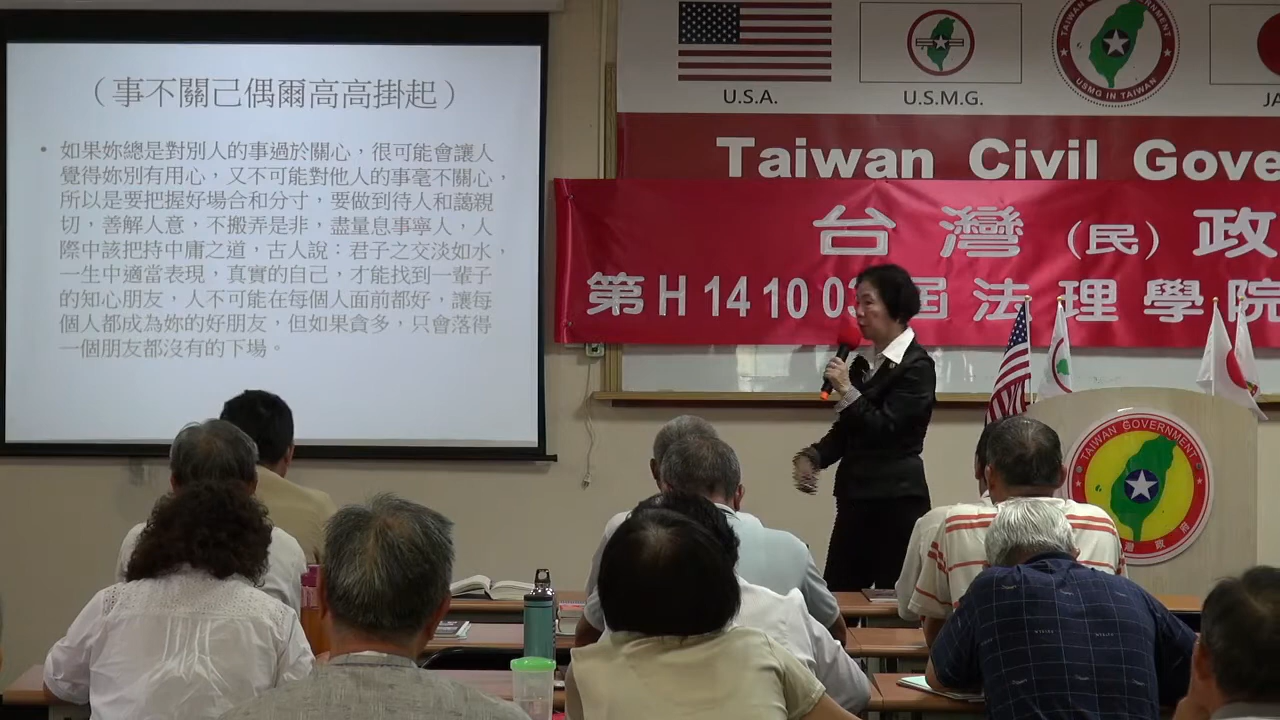 （事不關己偶爾高高掛起）
• 如果妳總是對別人的事過於關心，很可能會讓人
覺得妳別有用心，又不可能對他人的事毫不關心，
所以是要把握好場合和分寸，要做到待人和藹親
切，善解人意，不搬弄是非，盡量息事寧人，人
際中該把持中庸之道，古人說：君子之交淡如水，
一生中適當表現，真實的自己，才能找到一輩子
的知心朋友，人不可能在每個人面前都好，讓每
個人都成為妳的好朋友，但如果貪多，只會落得
一個朋友都沒有的下場。
U.S.A.
U.S.M.G.
TAIWAN GOVERNMENT
USMG IN TAIWAN
JA
Taiwan Civil Gove
台灣（民）政
第H141003屆法理學院
TAIWAN GOVERNMENT
灣政府